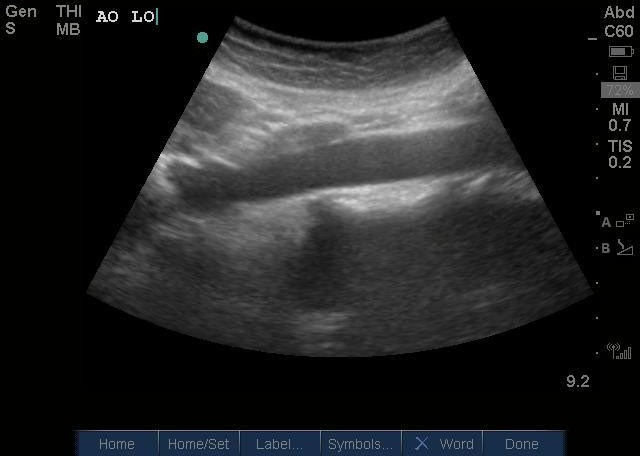 Gen THI AO LO Abd
S MB C60
72%
MI
0.7
TIS
0.2
A
B
9.2
Home Home/Set Label... Symbols... X Word Done